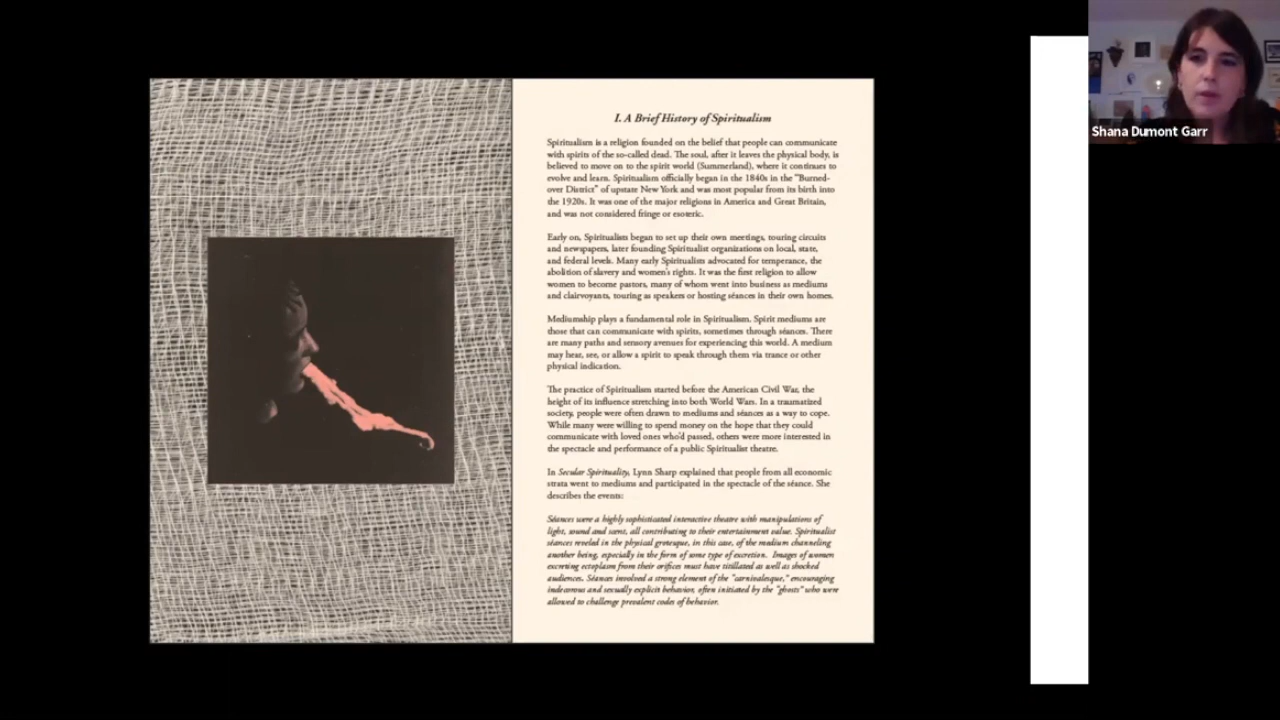 I. A Brief History of Spiritualism
Spiritualism is a religion founded on the belief that people can communicate
with spirits of the so-called dead. The soul, after it leaves the physical body, is
believed to move on to the spirit world (Summerland), where it continues to
evolve and learn. Spiritualism officially began in the 1840s in the “Burned-
over District” of upstate New York and was most popular from its birth into
the 1920s. It was one of the major religions in America and Great Britain,
and was not considered fringe or esoteric.
Early on, Spiritualists began to set up their own meetings, touring circuits
and newspapers, later founding Spiritualist organizations on local, state,
and federal levels. Many early Spiritualists advocated for temperance, the
abolition of slavery and women's rights. It was the first religion to allow
women to become pastors, many of whom went into business as mediums
and clairvoyants, touring as speakers or hosting séances in their own homes.
Mediumship plays a fundamental role in Spiritualism. Spirit mediums are
those that can communicate with spirits, sometimes through séances. There
are many paths and sensory avenues for experiencing this world. A medium
may hear, see, or allow a spirit to speak through them via trance or other
physical indication.
The practice of Spiritualism started before the American Civil War, the
height of its influence stretching into both World Wars. In a traumatized
society, people were often drawn to mediums and séances as a way to cope.
While many were willing to spend money on the hope that they could
communicate with loved ones who'd passed, others were more interested in
the spectacle and performance of a public Spiritualist theatre.
In Secular Spirituality, Lynn Sharp explained that people from all economic
strata went to mediums and participated in the spectacle of the séance. She
describes the events:
Séances were a highly sophisticated interactive theatre with manipulations of
light, sound and scent, all contributing to their entertainment value. Spiritualist
séances reveled in the physical grotesque, in this case, of the medium channeling
another being, especially in the form of some type of excretion. Images of women
excreting ectoplasm from their orifices must have titillated as well as shocked
audiences. Séances involved a strong element of the “carnivalesque,” encouraging
indecorous and sexually explicit behavior, often initiated by the “ghosts” who were
allowed to challenge prevalent codes of behavior.
Shana Dumont Garr